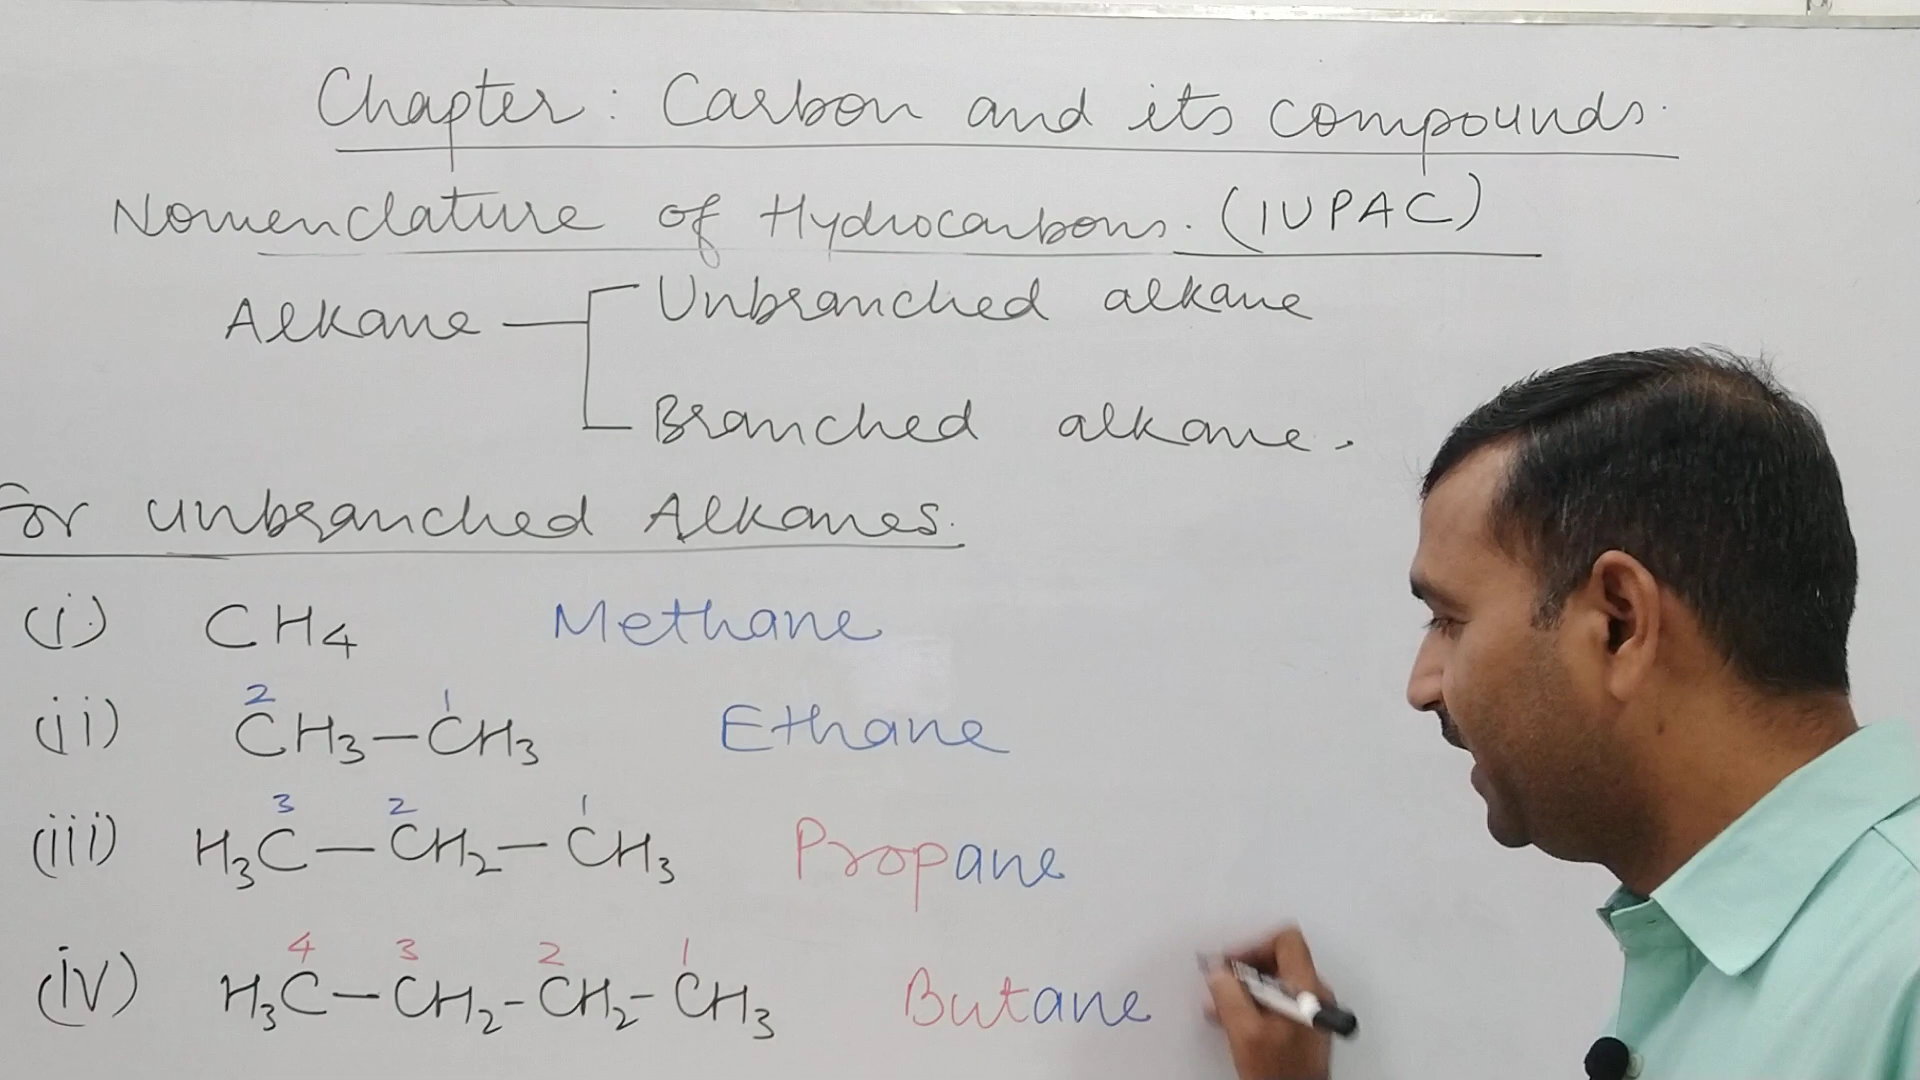 Chapter : Carbon and its compounds.
Nomenclature of Hydrocarbons. (IUPAC)
Alkane
Unbranched alkane
Branched alkane.
For unbranched Alkanes.
(i) CH4 Methane
2 1
(ii) CH3-CH3 Ethane
3 2 1
(iii) H3C-CH2-CH3 Propane
4 3 2 1
(iv) H3C-CH2-CH2-CH3 Butane